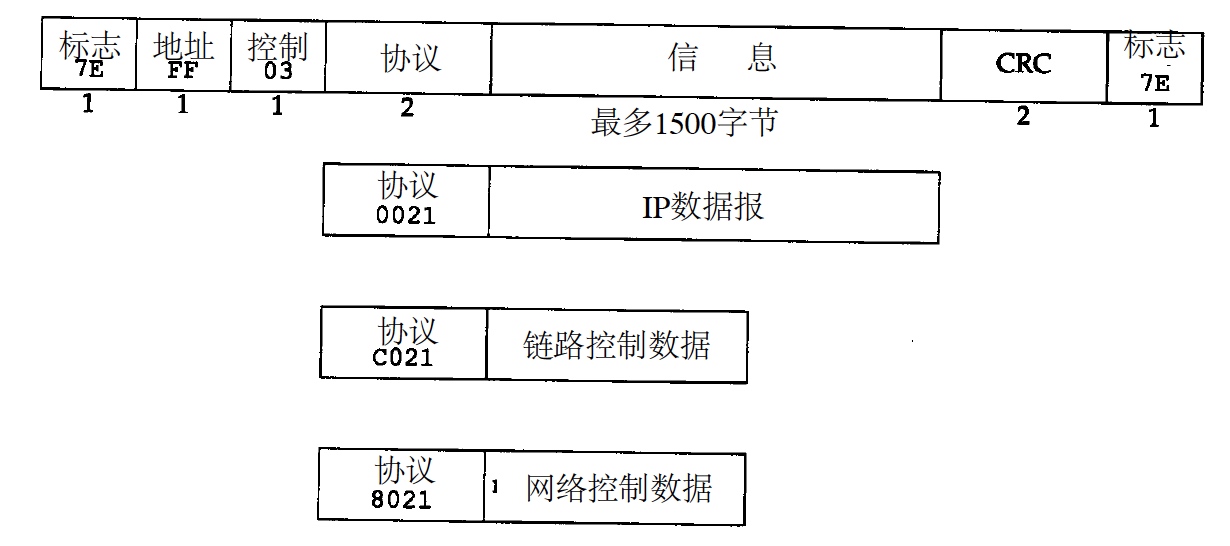 标志 地址 控制 协议 信 息 CRC 标志
7E FF 03 7E
1 1 1 2 最多1500字节 2 1
协议 IP数据报
0021
协议 链路控制数据
C021
协议 1 网络控制数据
8021